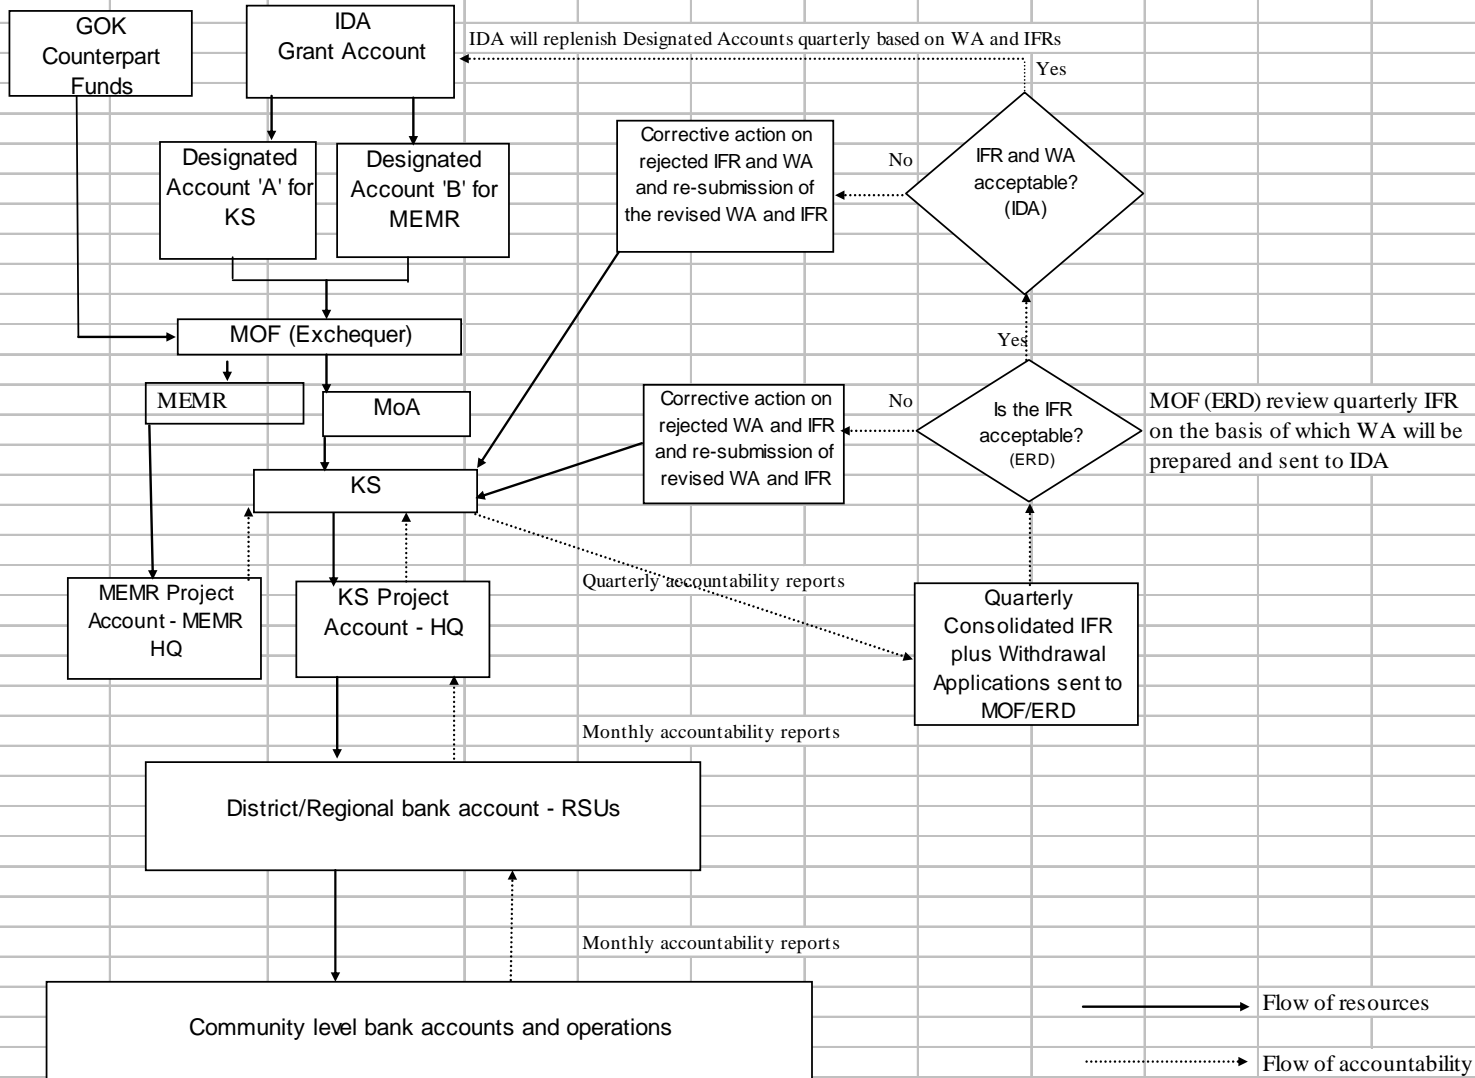 GOK
Counterpart
Funds
IDA
Grant Account
IDA will replenish Designated Accounts quarterly based on WA and IFRs
Yes
Designated
Account 'A' for
KS
Designated
Account 'B' for
MEMR
Corrective action on
rejected IFR and WA
and re-submission of
the revised WA and IFR
No
IFR and WA
acceptable?
(IDA)
MOF (Exchequer)
Yes
MEMR
MoA
Corrective action on
rejected WA and IFR
and re-submission of
revised WA and IFR
No
Is the IFR
acceptable?
(ERD)
MOF (ERD) review quarterly IFR
on the basis of which WA will be
prepared and sent to IDA
KS
MEMR Project
Account - MEMR
HQ
KS Project
Account - HQ
Quarterly accountability reports
Quarterly
Consolidated IFR
plus Withdrawal
Applications sent to
MOF/ERD
Monthly accountability reports
District/Regional bank account - RSUs
Monthly accountability reports
Community level bank accounts and operations
Flow of resources
Flow of accountability